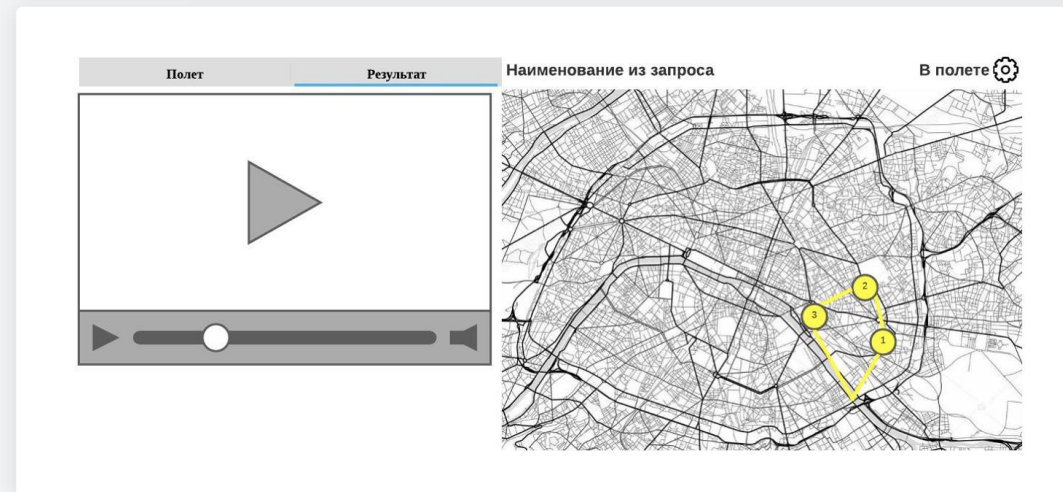 Полет
Результат
Наименование из запроса
В полете
2
3
1